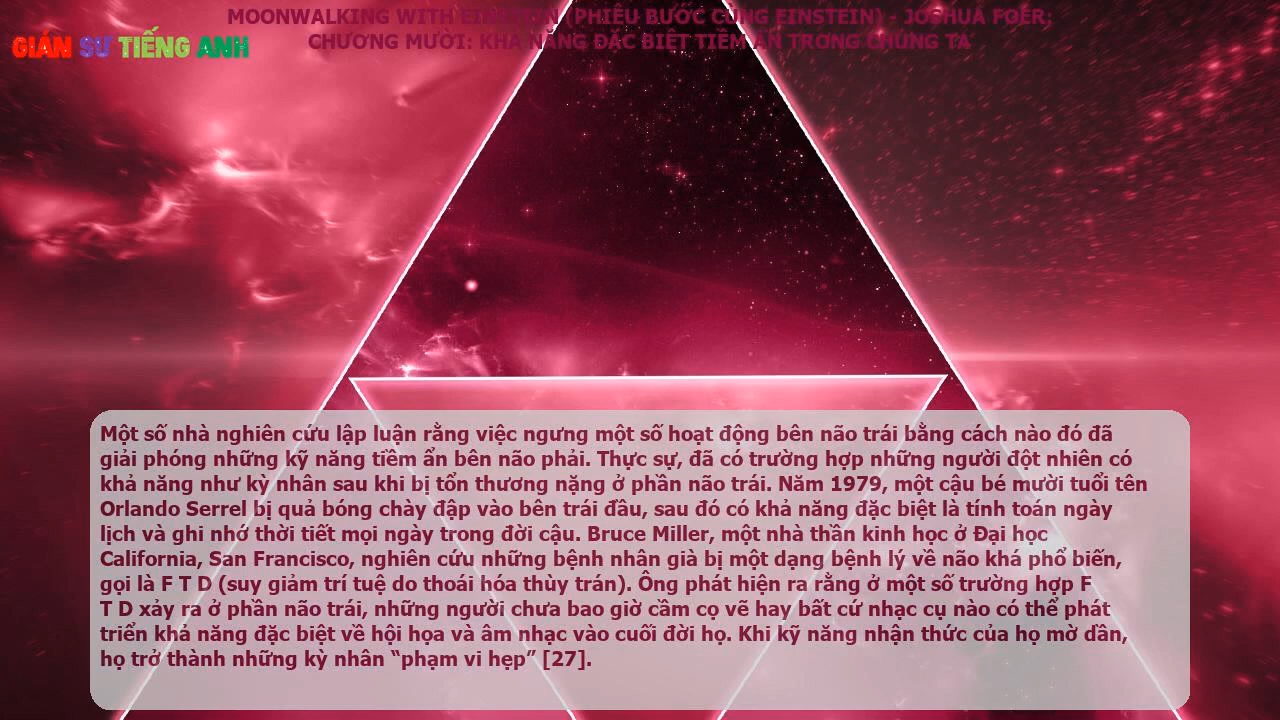 MOONWALKING WITH EINSTEIN (PHIÊU BƯỚC CÙNG EINSTEIN) - JOSHUA FOER;
CHƯƠNG MƯỜI: KHẢ NĂNG ĐẶC BIỆT TIỀM ẨN TRONG CHÚNG TA
GIÁN SỨ TIẾNG ANH
Một số nhà nghiên cứu lập luận rằng việc ngưng một số hoạt động bên não trái bằng cách nào đó đã
giải phóng những kỹ năng tiềm ẩn bên não phải. Thực sự, đã có trường hợp những người đột nhiên có
khả năng như kỳ nhân sau khi bị tổn thương nặng ở phần não trái. Năm 1979, một cậu bé mười tuổi tên
Orlando Serrel bị quả bóng chày đập vào bên trái đầu, sau đó có khả năng đặc biệt là tính toán ngày
lịch và ghi nhớ thời tiết mọi ngày trong đời cậu. Bruce Miller, một nhà thần kinh học ở Đại học
California, San Francisco, nghiên cứu những bệnh nhân già bị một dạng bệnh lý về não khá phổ biến,
gọi là F T D (suy giảm trí tuệ do thoái hóa thùy trán). Ông phát hiện ra rằng ở một số trường hợp F
T D xảy ra ở phần não trái, những người chưa bao giờ cầm cọ vẽ hay bất cứ nhạc cụ nào có thể phát
triển khả năng đặc biệt về hội họa và âm nhạc vào cuối đời họ. Khi kỹ năng nhận thức của họ mờ dần,
họ trở thành những kỳ nhân “phạm vi hẹp” [27].